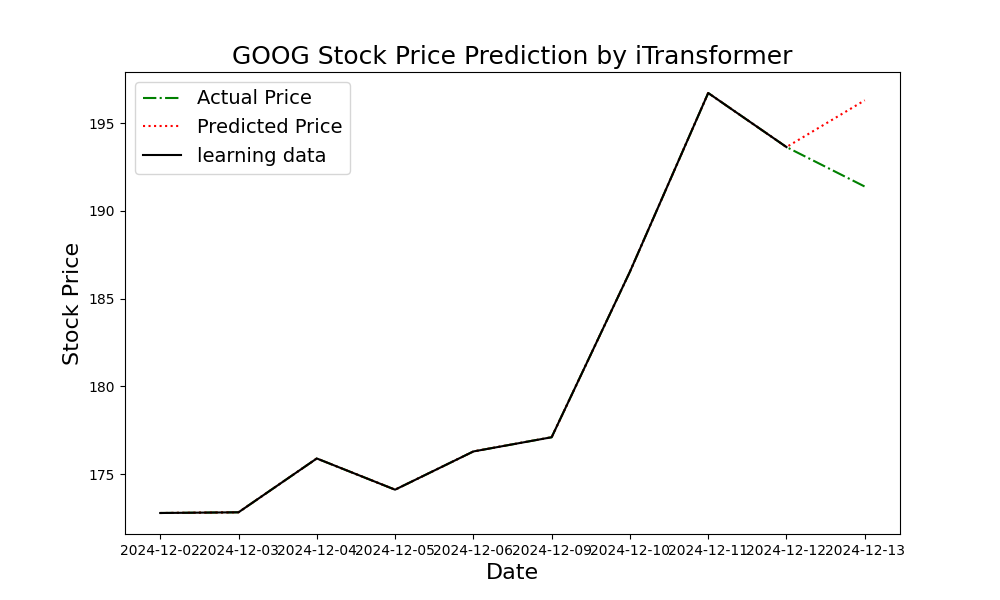 GOOG Stock Price Prediction by iTransformer
Actual Price
Predicted Price
learning data
195
190
185
180
175
Stock Price
2024-12-02 2024-12-03 2024-12-04 2024-12-05 2024-12-06 2024-12-09 2024-12-10 2024-12-11 2024-12-12 2024-12-13
Date